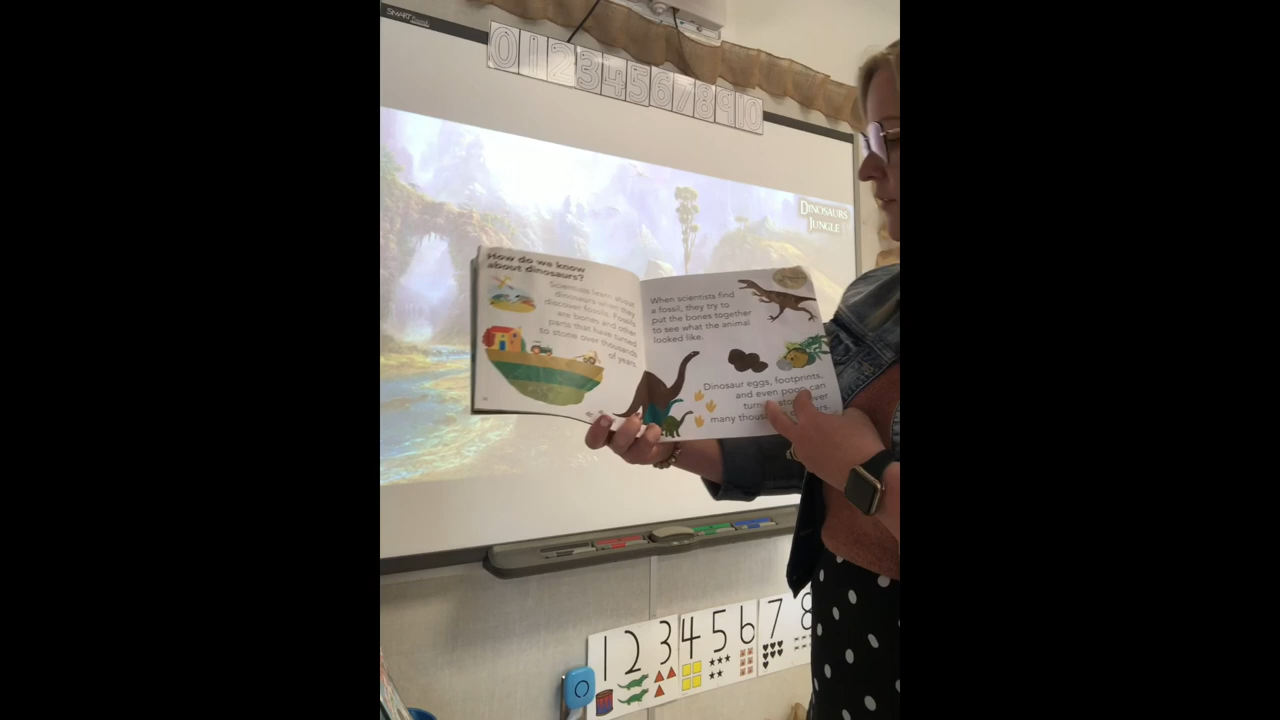 SMART
0 1 2 3 4 5 6 7 8 9 10
DINOSAURS
JUNGLE
How do we know
about dinosaurs?
Scientists learn about
dinosaurs when they
discover fossils. Fossils
are bones and other
parts that have turned
to stone over thousands
of years.
When scientists find
a fossil, they try to
put the bones together
to see what the animal
looked like.
Dinosaur eggs, footprints,
and even poop can
turn sto over
many thous
1 2 3 4 5 6 7 8